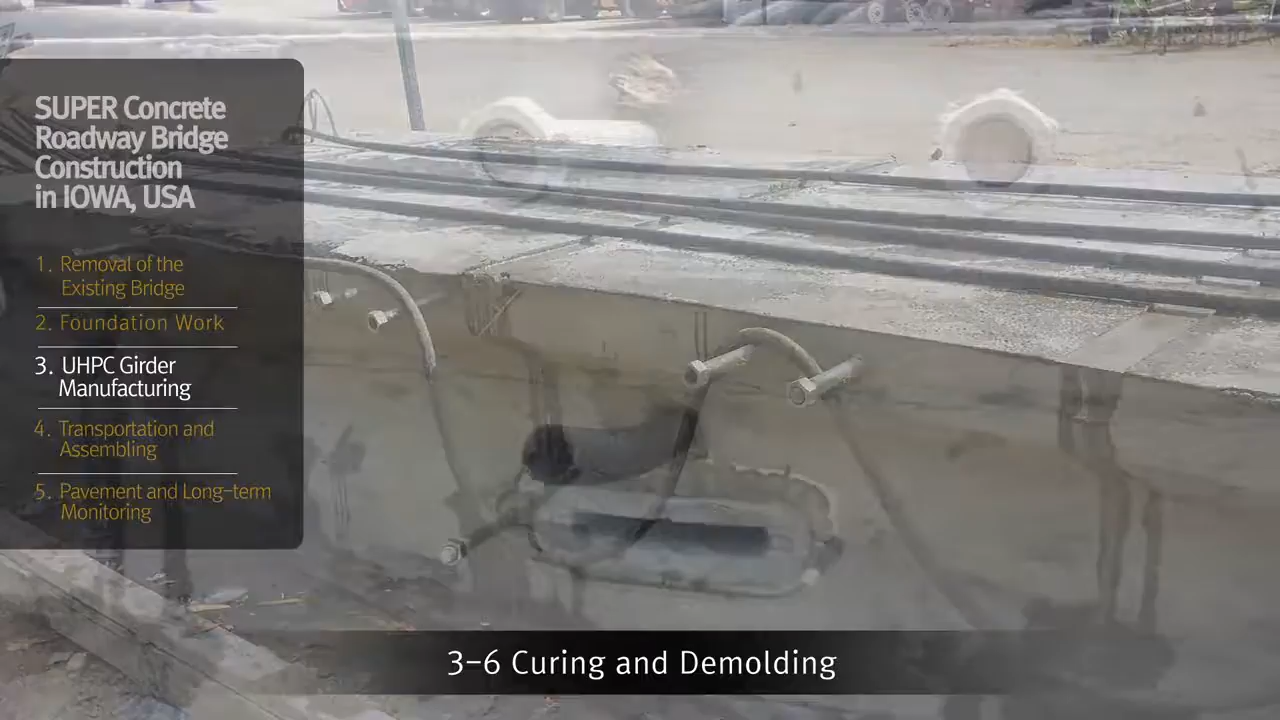 SUPER Concrete
Roadway Bridge
Construction
in IOWA, USA
1. Removal of the
Existing Bridge
2. Foundation Work
3. UHPC Girder
Manufacturing
4. Transportation and
Assembling
5. Pavement and Long-term
Monitoring
3-6 Curing and Demolding